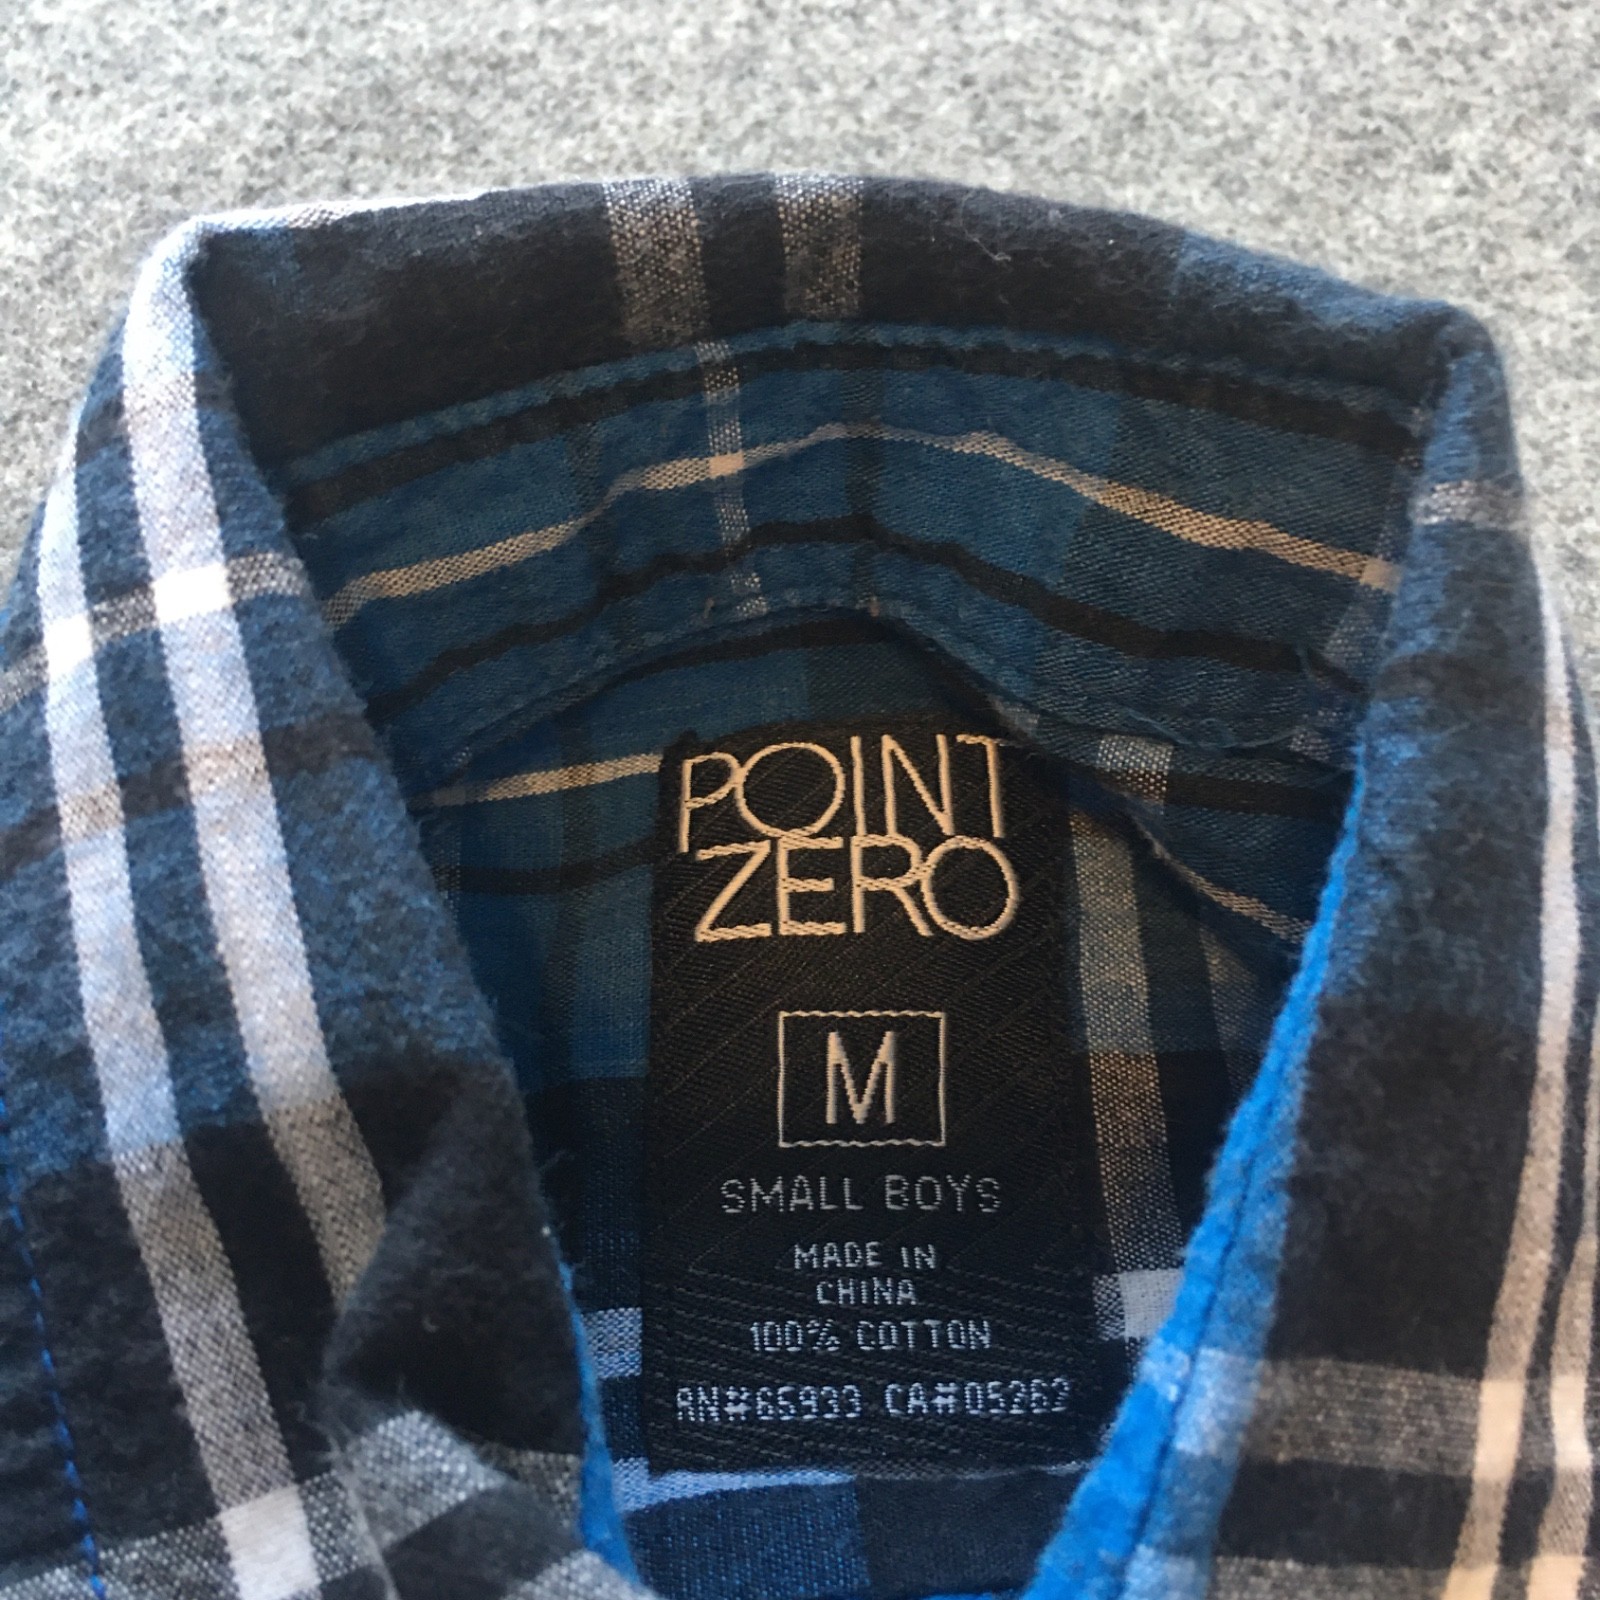 POINT
ZERO
M
SMALL BOYS
MADE IN
CHINA
100% COTTON
RN#65933 CA#05262